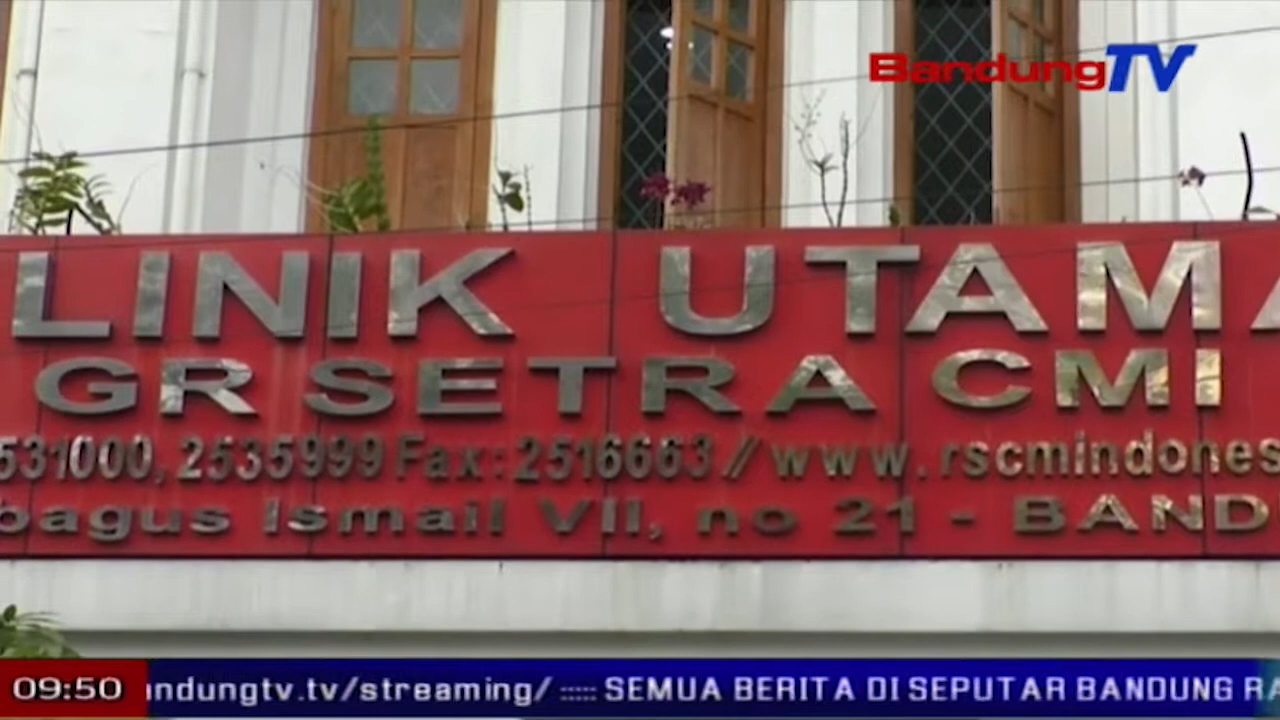 BandungTV
LINIK UTAMA
GR SETRA CMI
531000, 2535999 Fax : 2516663 // www.rscmindones
bagus Ismail VII, no 21 - BAND
09:50
andungtv.tv/streaming/ ::::: SEMUA BERITA DI SEPUTAR BANDUNG RA